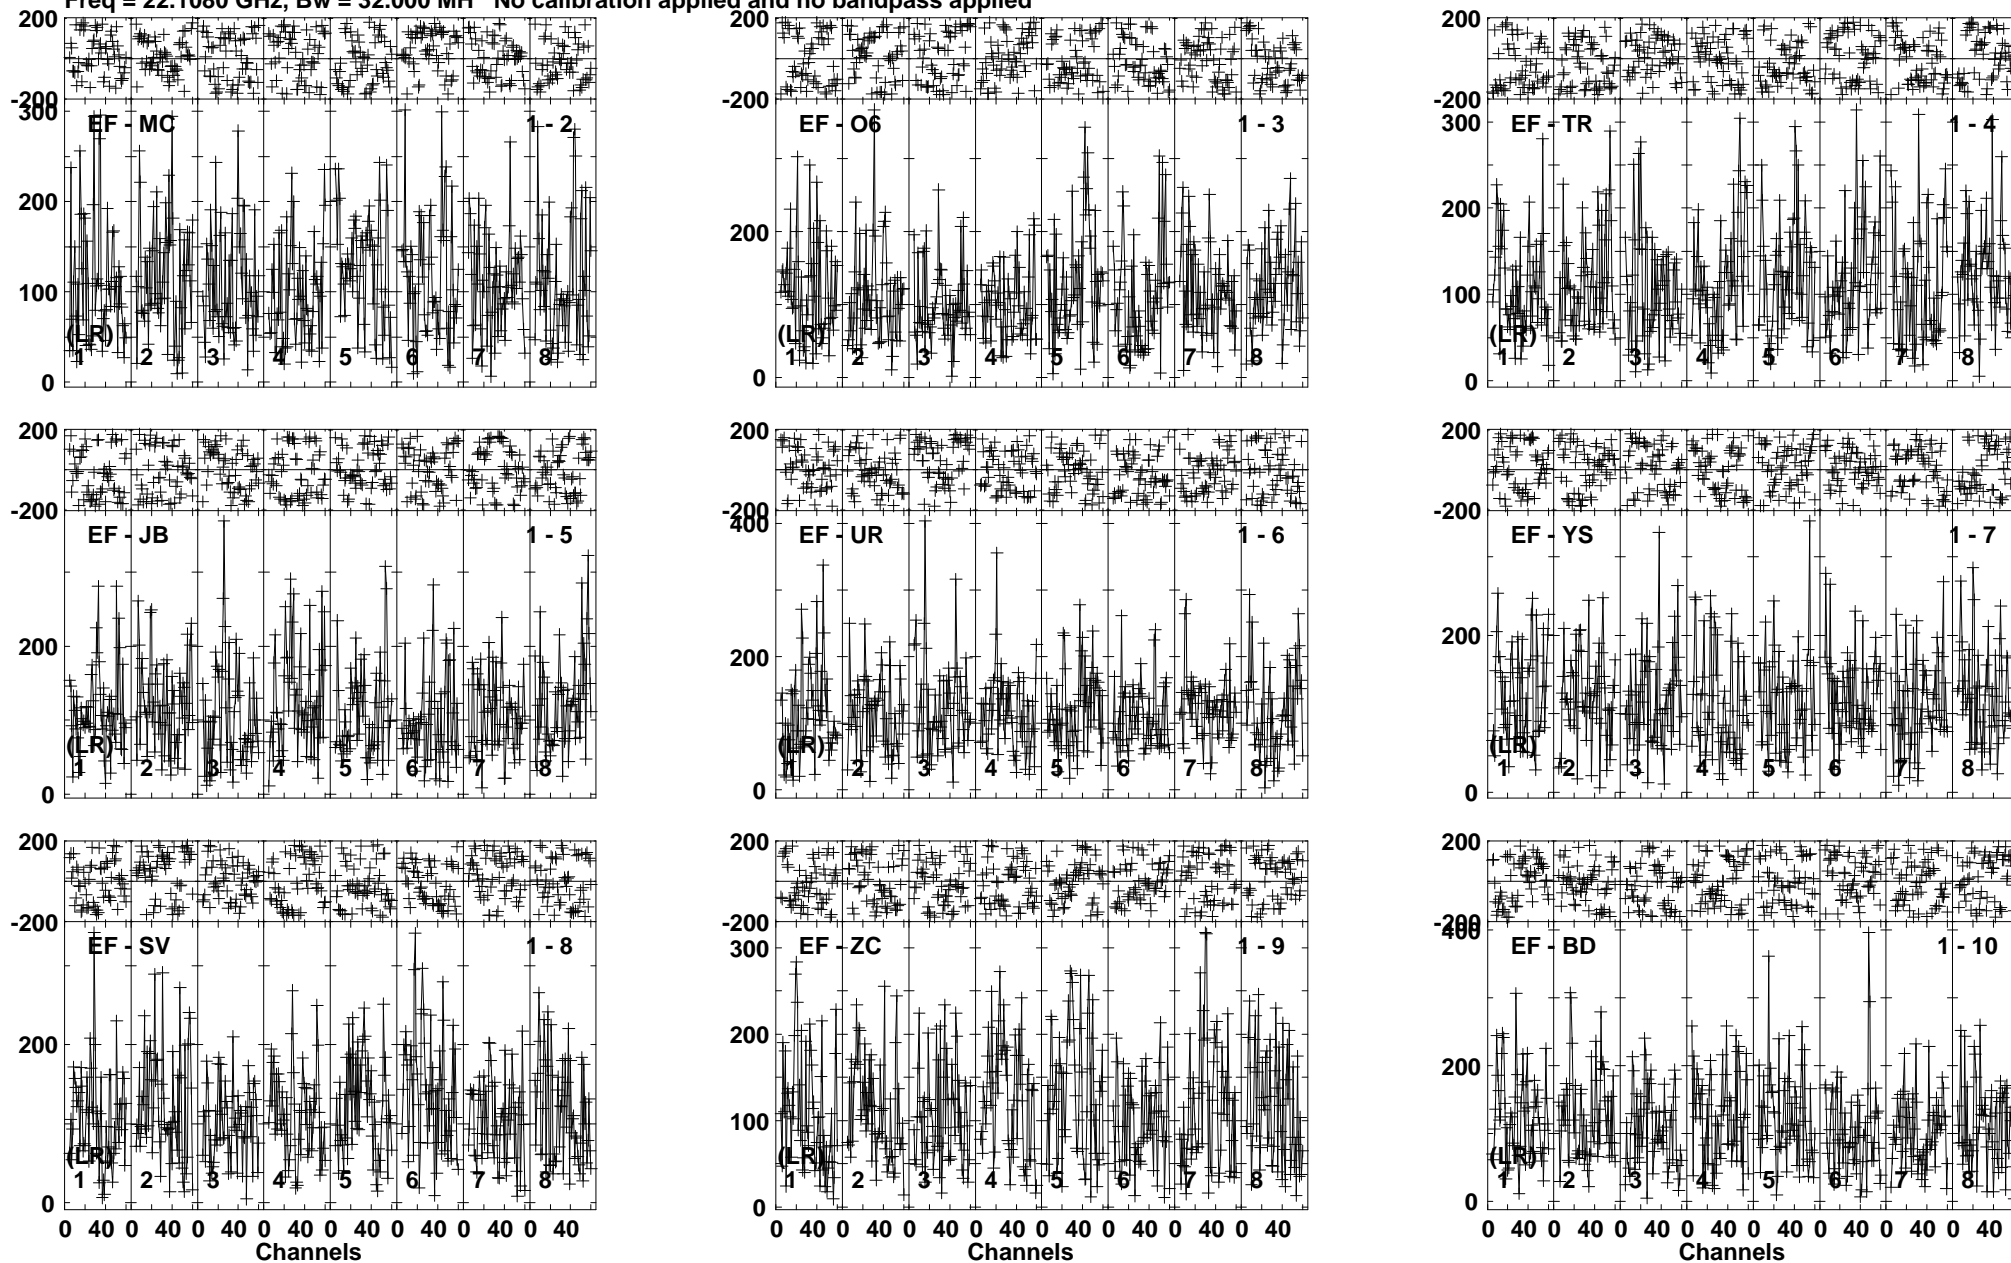 Freq = 22.1080 GHz, Bw = 32.000 MH No calibration applied and no bandpass applied
200 200 200
-200 -200 -200
300 EF - MC 1 - 2 EF - O6 1 - 3 300 EF - TR 1 - 4
200 200 200
100 100
(LR) (LR) (LR)
1 2 3 4 5 6 7 8 1 2 3 4 5 6 7 8 1 2 3 4 5 6 7 8
0 0 0
200 200 200
-200 -200 -200
EF - JB 1 - 5 400 EF - UR 1 - 6 EF - YS 1 - 7
200 200 200
(LR) (LR) (LR)
1 2 3 4 5 6 7 8 1 2 3 4 5 6 7 8 1 2 3 4 5 6 7 8
0 0 0
200 200 200
-200 -200 -200
EF - SV 1 - 8 300 EF - ZC 1 - 9 400 EF - BD 1 - 10
200 200 200
100
(LR) (LR) (LR)
1 2 3 4 5 6 7 8 1 2 3 4 5 6 7 8 1 2 3 4 5 6 7 8
0 0 0
0 40 0 40 0 40 0 40 0 40 0 40 0 40 0 40 0 40 0 40 0 40 0 40 0 40 0 40 0 40 0 40 0 40 0 40 0 40 0 40 0 40 0 40 0 40 0 40
Channels Channels Channels